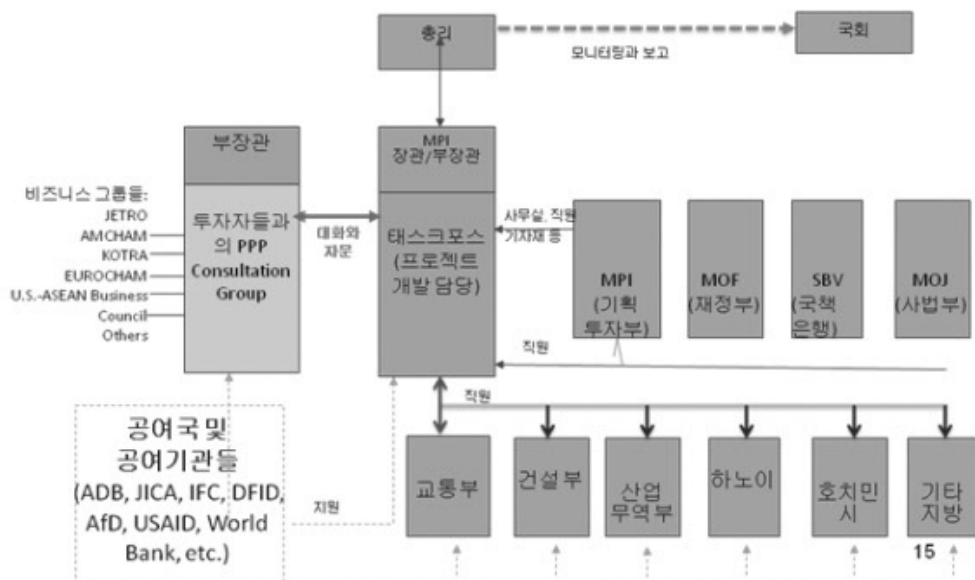 총리
국회
모니터링과 보고
부장관
MPI
장관/부장관
비즈니스 그룹들:
JETRO
AMCHAM
KOTRA
EUROCHAM
U.S.-ASEAN Business
Council
Others
투자자들과
의 PPP
Consultation
Group
대화와
자문
태스크포스
(프로젝트
개발 담당)
사무실, 직원
기자재 등
MPI
(기획
투자부)
MOF
(재정부)
SBV
(국책
은행)
MOJ
(사법부)
직원
직원
공여국 및
공여기관들
(ADB, JICA, IFC, DFID,
AfD, USAID, World
Bank, etc.)
지원
교통부
건설부
산업
무역부
하노이
호치민
시
기타
지방
15